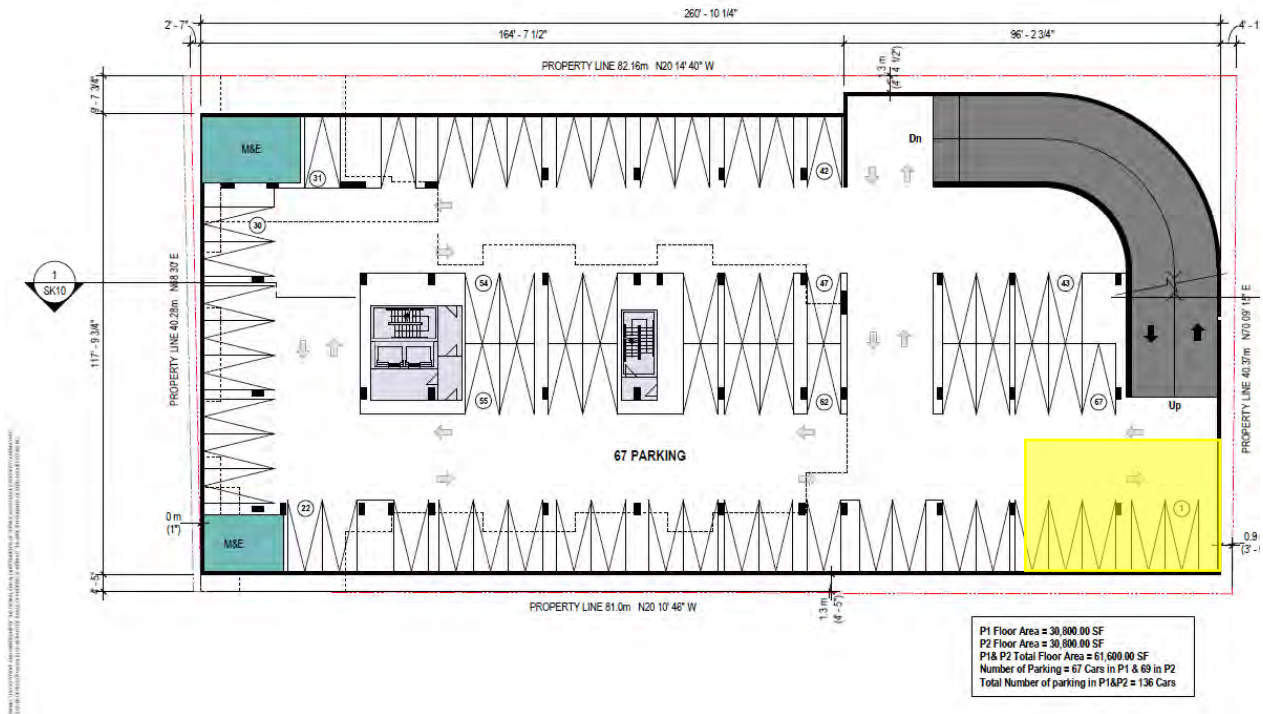 260' - 10 1/4"
2' - 7"
164' - 7 1/2"
96' - 2 3/4"
4' - 1
PROPERTY LINE 82.16m N20 14' 40" W
1.3 m
(4' - 4 1/2")
9' - 7 3/4"
M&E
Dn
31
42
30
1
SK10
54
47
43
PROPERTY LINE 40.28m N68 30' E
117' - 9 3/4"
PROPERTY LINE 40.37m N70 09' 15" E
55
62
67
Up
67 PARKING
22
1
0 m
(1")
M&E
0.9
(3' -
4' - 5"
PROPERTY LINE 81.0m N20 10' 46" W
1.3 m
(4' - 5")
P1 Floor Area = 30,800.00 SF
P2 Floor Area = 30,800.00 SF
P1& P2 Total Floor Area = 61,600.00 SF
Number of Parking = 67 Cars in P1 & 69 in P2
Total Number of parking in P1&P2 = 136 Cars